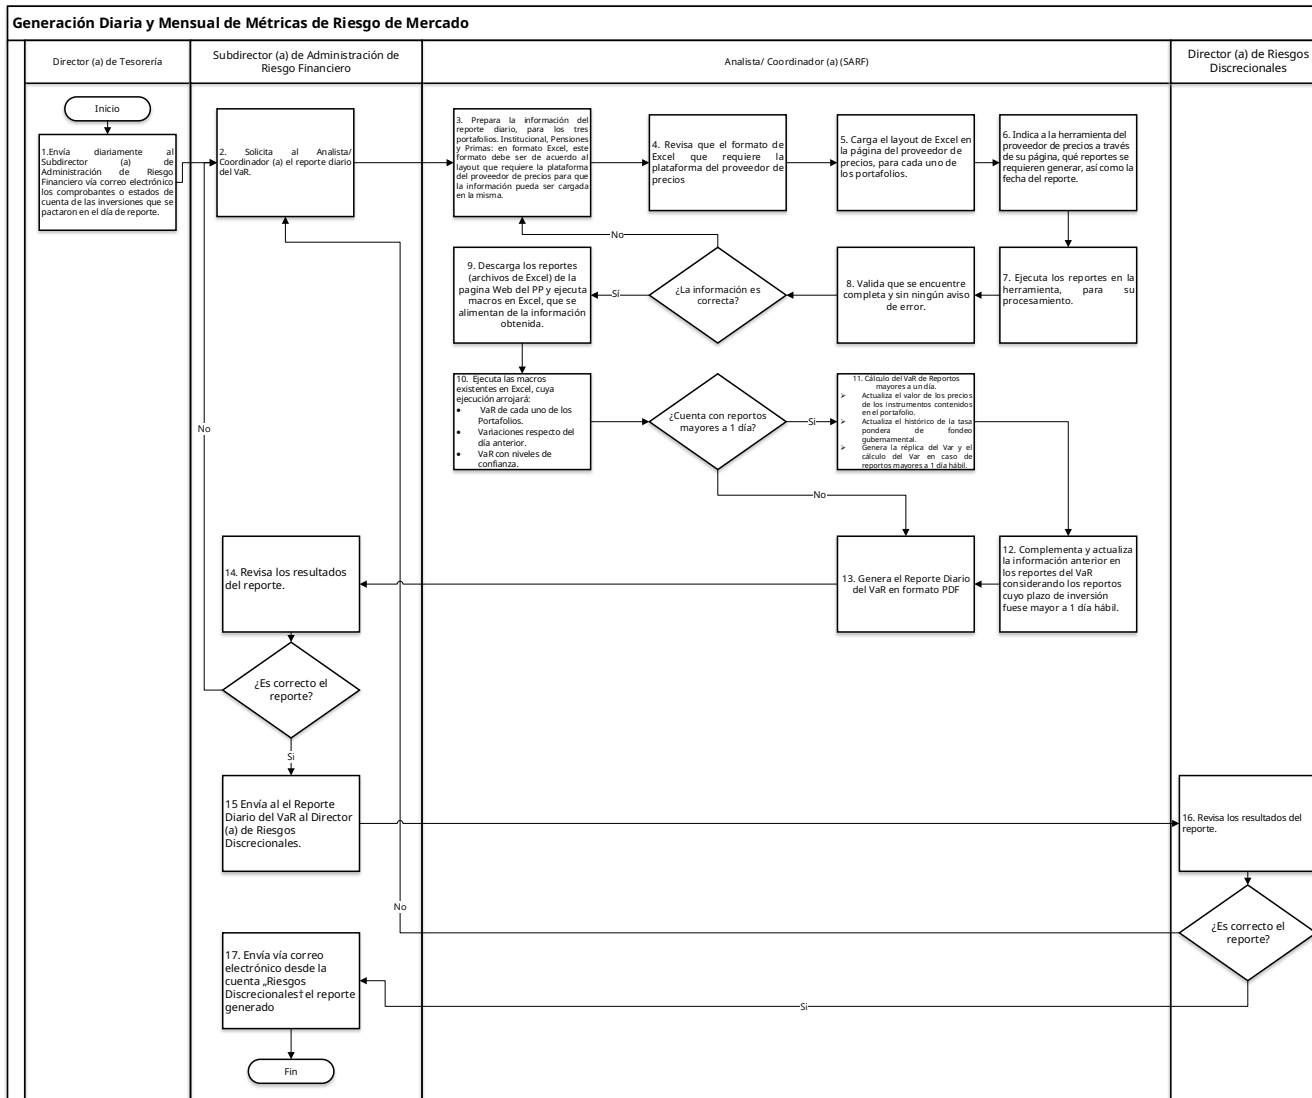 Generación Diaria y Mensual de Métricas de Riesgo de Mercado
Director (a) de Tesorería
Subdirector (a) de Administración de
Riesgo Financiero
Analista/ Coordinador (a) (SARF)
Director (a) de Riesgos
Discrecionales
Inicio
1.Envía diariamente al
Subdirector (a) de
Administración de Riesgo
Financiero vía correo electrónico
los comprobantes o estados de
cuenta de las inversiones que se
pactaron en el día de reporte.
2. Solicita al Analista/
Coordinador (a) el reporte diario
del VaR.
3. Prepara la información del
reporte diario, para los tres
portafolios. Institucional, Pensiones
y Primas: en formato Excel, este
formato debe ser de acuerdo al
layout que requiere la plataforma
del proveedor de precios para que
la información pueda ser cargada
en la misma.
4. Revisa que el formato de
Excel que requiere la
plataforma del proveedor de
precios
5. Carga el layout de Excel en
la página del proveedor de
precios, para cada uno de
los portafolios.
6. Indica a la herramienta del
proveedor de precios a través
de su página, qué reportes se
requieren generar, así como la
fecha del reporte.
No
9. Descarga los reportes
(archivos de Excel) de la
pagina Web del PP y ejecuta
macros en Excel, que se
alimentan de la información
obtenida.
Sí
¿La información es
correcta?
8. Valida que se encuentre
completa y sin ningún aviso
de error.
7. Ejecuta los reportes en la
herramienta, para su
procesamiento.
10. Ejecuta las macros
existentes en Excel, cuya
ejecución arrojará:
● VaR de cada uno de los
Portafolios.
● Variaciones respecto del
día anterior.
● VaR con niveles de
confianza.
¿Cuenta con reportos
mayores a 1 día?
Si
11. Cálculo del VaR de Reportos
mayores a un día.
➢ Actualiza el valor de los precios
de los instrumentos contenidos
en el portafolio.
➢ Actualiza el histórico de la tasa
pondera de fondeo
gubernamental.
➢ Genera la réplica del Var y el
cálculo del Var en caso de
reportos mayores a 1 día hábil.
No
No
14. Revisa los resultados
del reporte.
13. Genera el Reporte Diario
del VaR en formato PDF
12. Complementa y actualiza
la información anterior en
los reportes del VaR
considerando los reportos
cuyo plazo de inversión
fuese mayor a 1 día hábil.
¿Es correcto el
reporte?
Si
15 Envía al el Reporte
Diario del VaR al Director
(a) de Riesgos
Discrecionales.
16. Revisa los resultados del
reporte.
No
¿Es correcto el
reporte?
17. Envía vía correo
electrónico desde la
cuenta „Riesgos
Discrecionales† el reporte
generado
Si
Fin